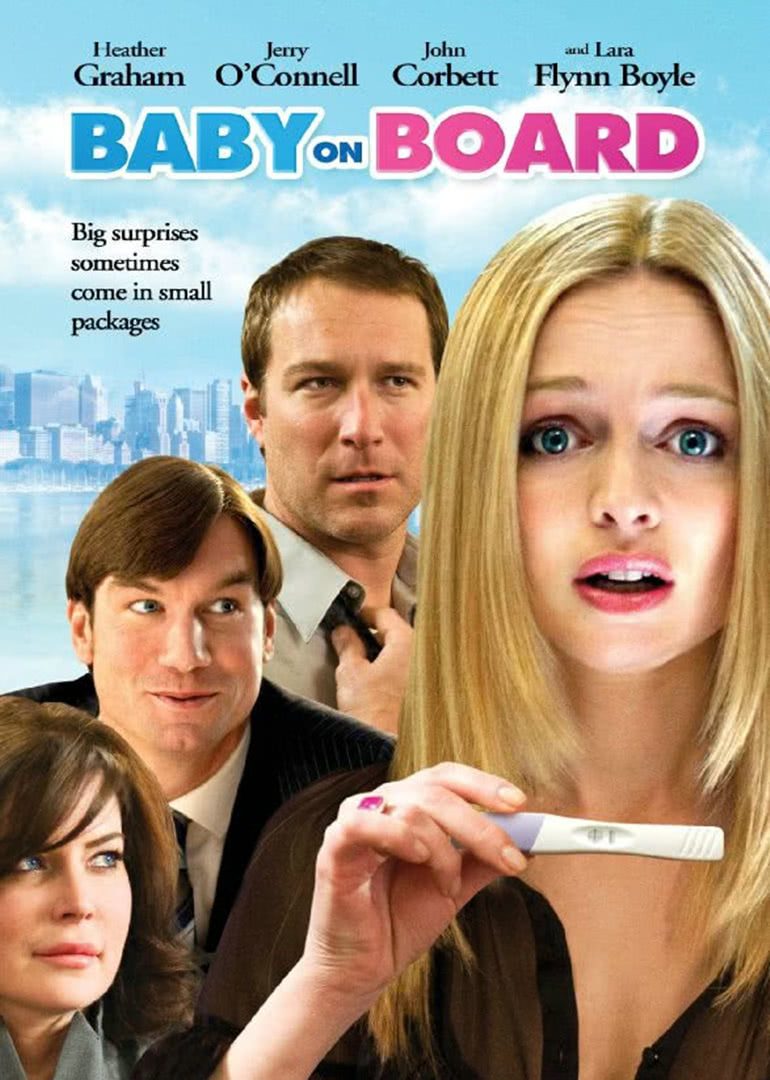 Heather Jerry John and Lara
Graham O'Connell Corbett Flynn Boyle
BABY ON BOARD
Big surprises
sometimes
come in small
packages